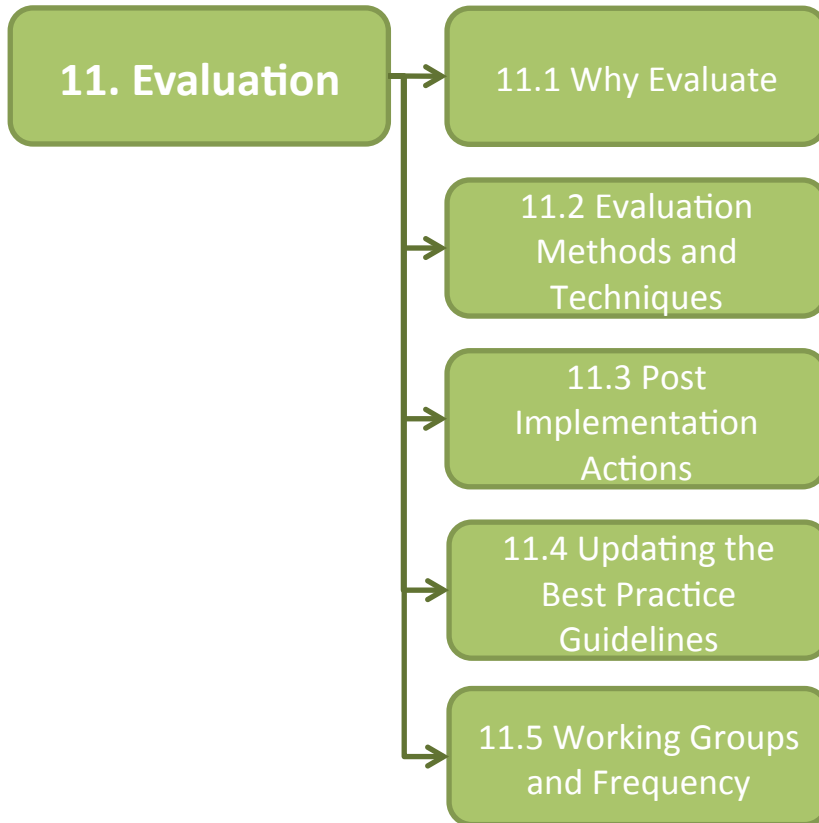 11. Evaluation
11.1 Why Evaluate
11.2 Evaluation
Methods and
Techniques
11.3 Post
Implementation
Actions
11.4 Updating the
Best Practice
Guidelines
11.5 Working Groups
and Frequency